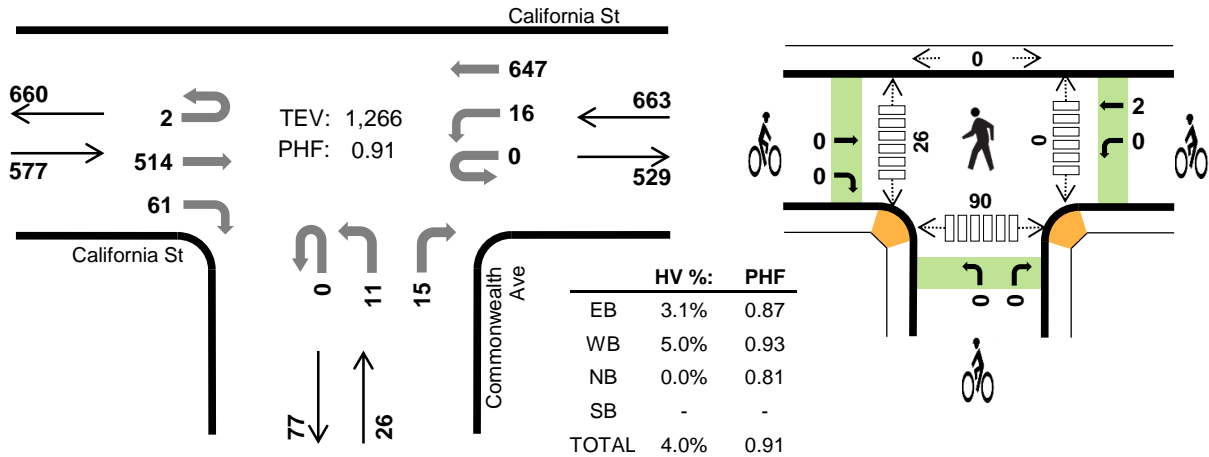 California St
660
2
577
514
61
California St
TEV: 1,266
PHF: 0.91
647
16
0
663
529
0
11
15
77
26
Commonwealth
Ave
HV %: PHF
EB 3.1% 0.87
WB 5.0% 0.93
NB 0.0% 0.81
SB - -
TOTAL 4.0% 0.91
0
26
0
2
0
0
0
90
0
0